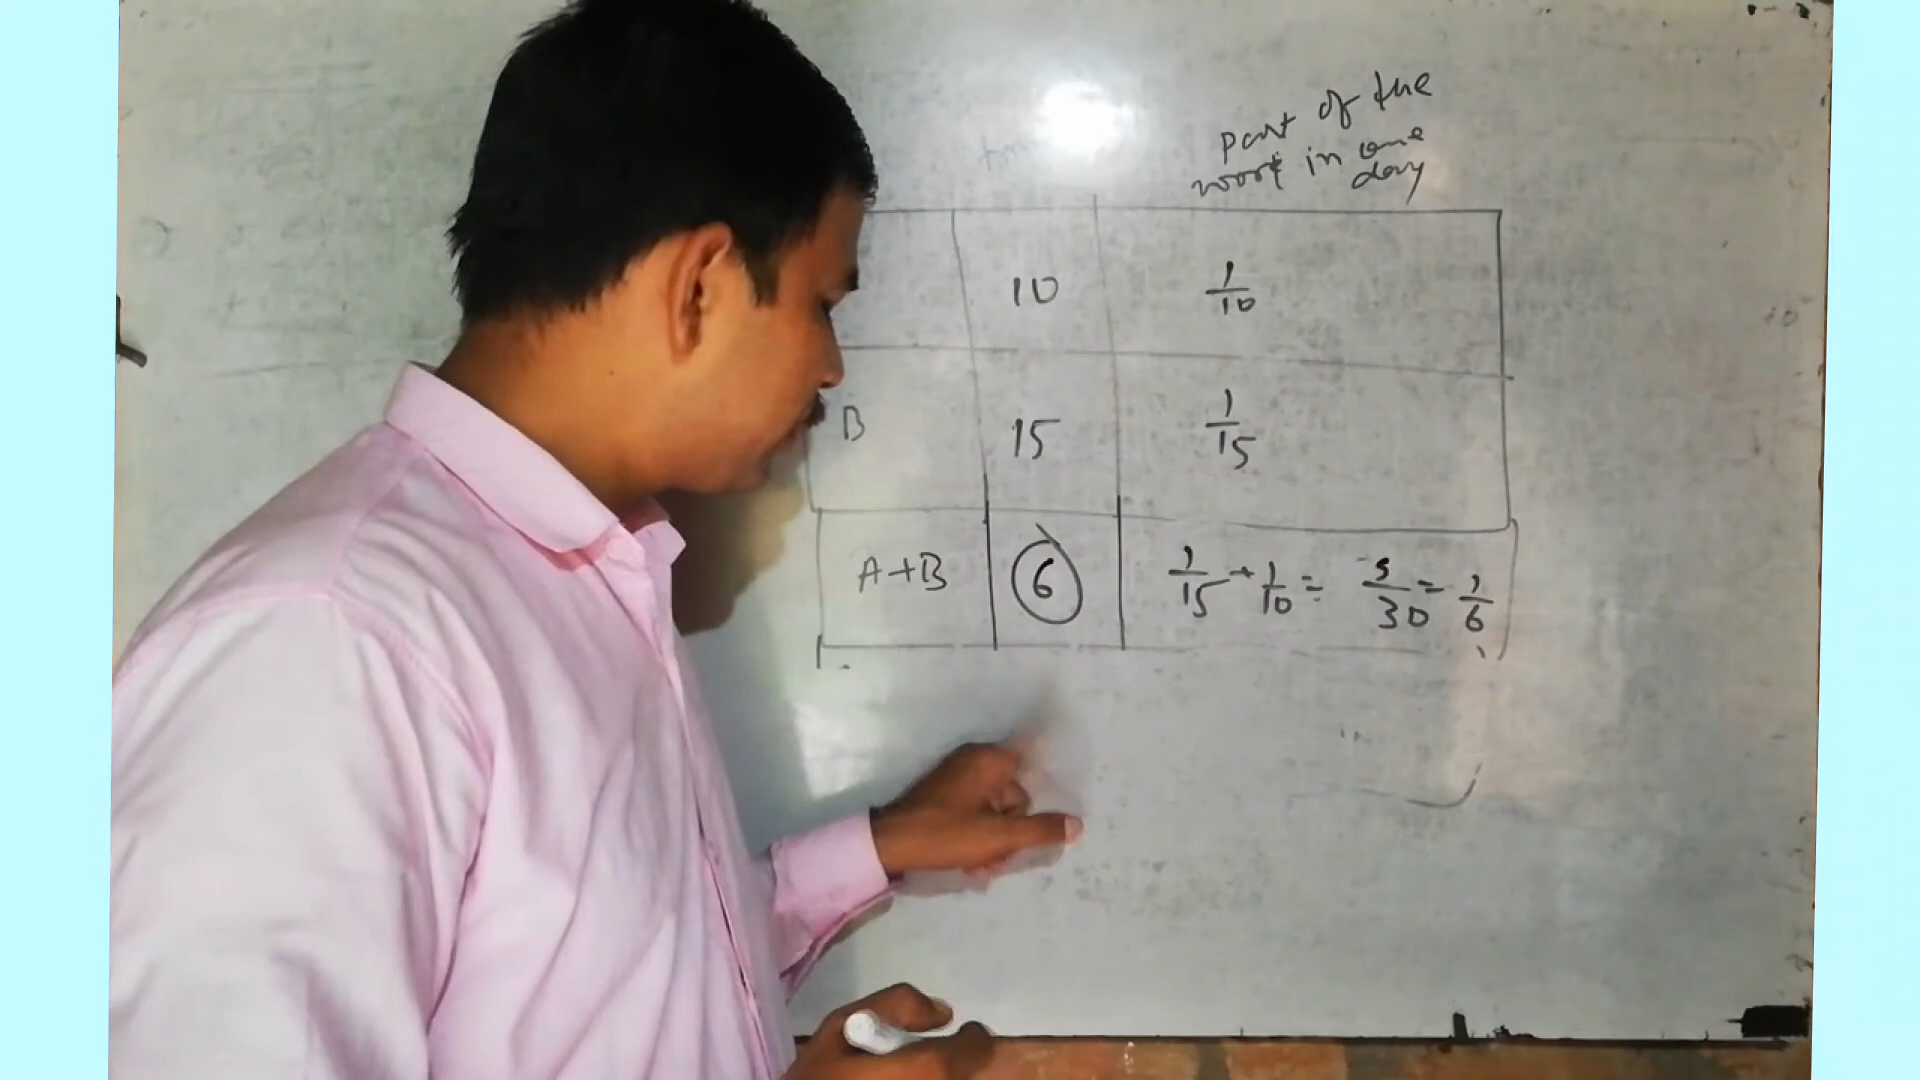 part of the
work in one
day
10 1/10
B 15 1/15
A+B 6 1/15 + 1/10 = 5/30 = 1/6